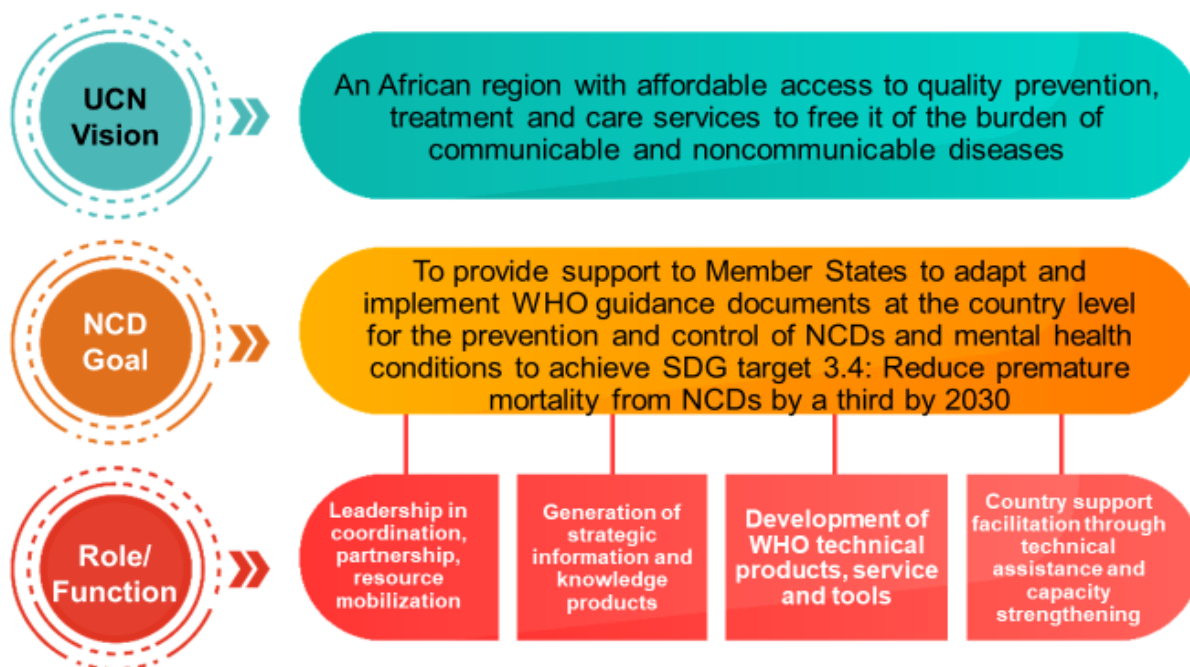 UCN
Vision
An African region with affordable access to quality prevention,
treatment and care services to free it of the burden of
communicable and noncommunicable diseases
NCD
Goal
To provide support to Member States to adapt and
implement WHO guidance documents at the country level
for the prevention and control of NCDs and mental health
conditions to achieve SDG target 3.4: Reduce premature
mortality from NCDs by a third by 2030
Role/
Function
Leadership in
coordination,
partnership,
resource
mobilization
Generation of
strategic
information and
knowledge
products
Development of
WHO technical
products, service
and tools
Country support
facilitation through
technical
assistance and
capacity
strengthening